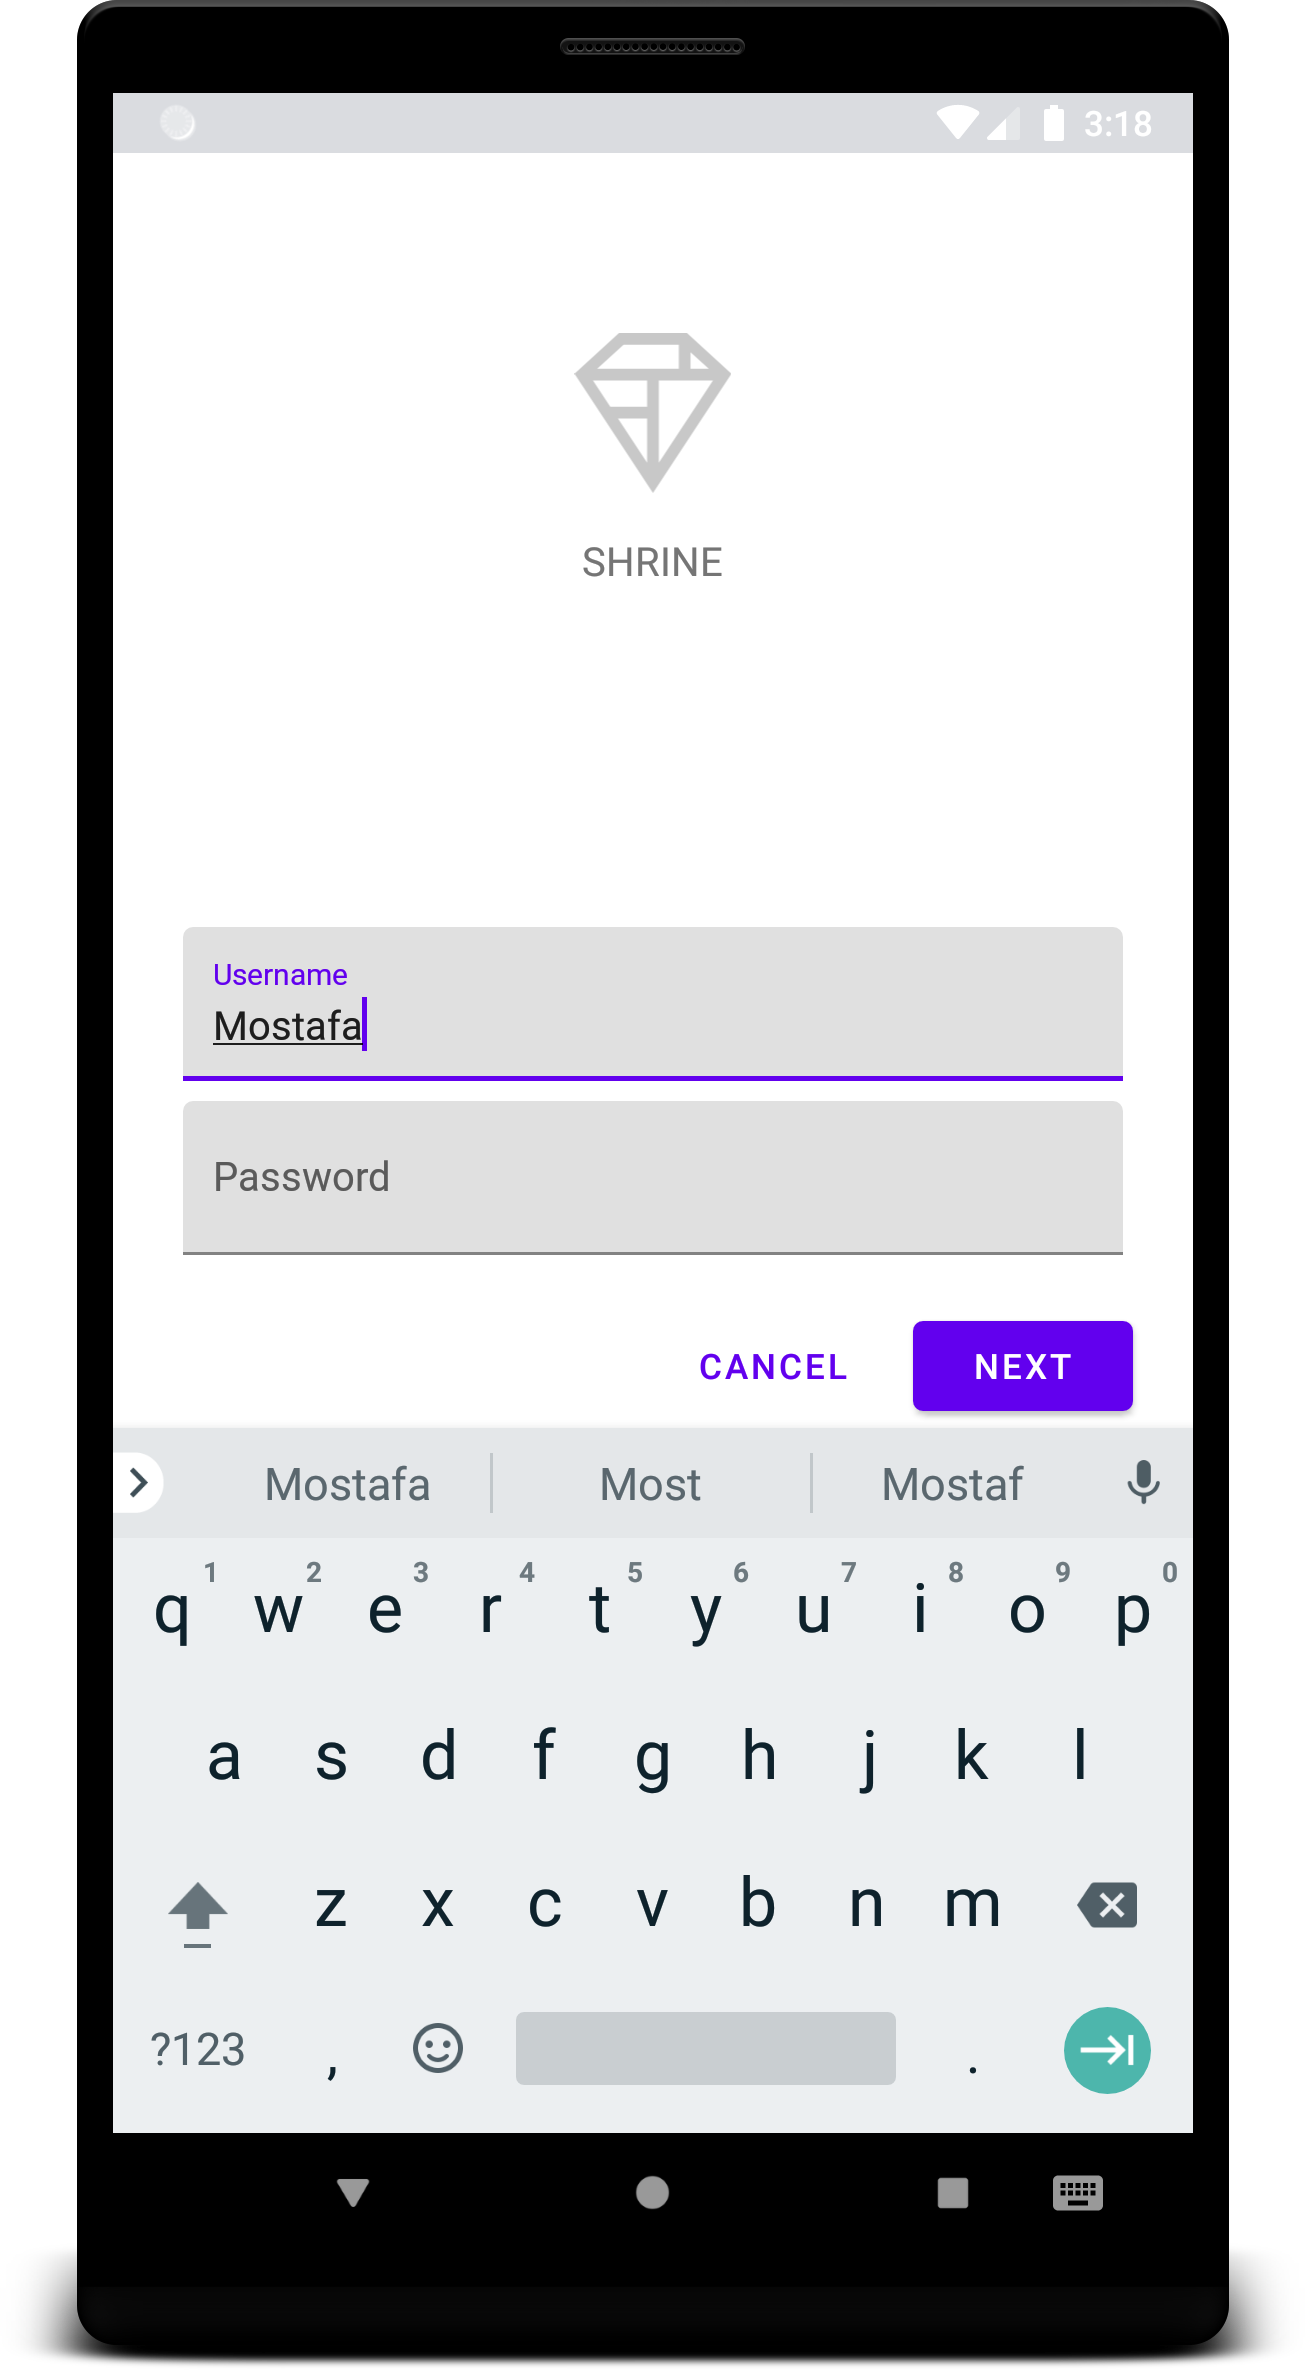 3:18
SHRINE
Username
Mostafa
Password
CANCEL NEXT
Mostafa Most Mostaf
1 2 3 4 5 6 7 8 9 0
q w e r t y u i o p
a s d f g h j k l
z x c v b n m
?123 , .